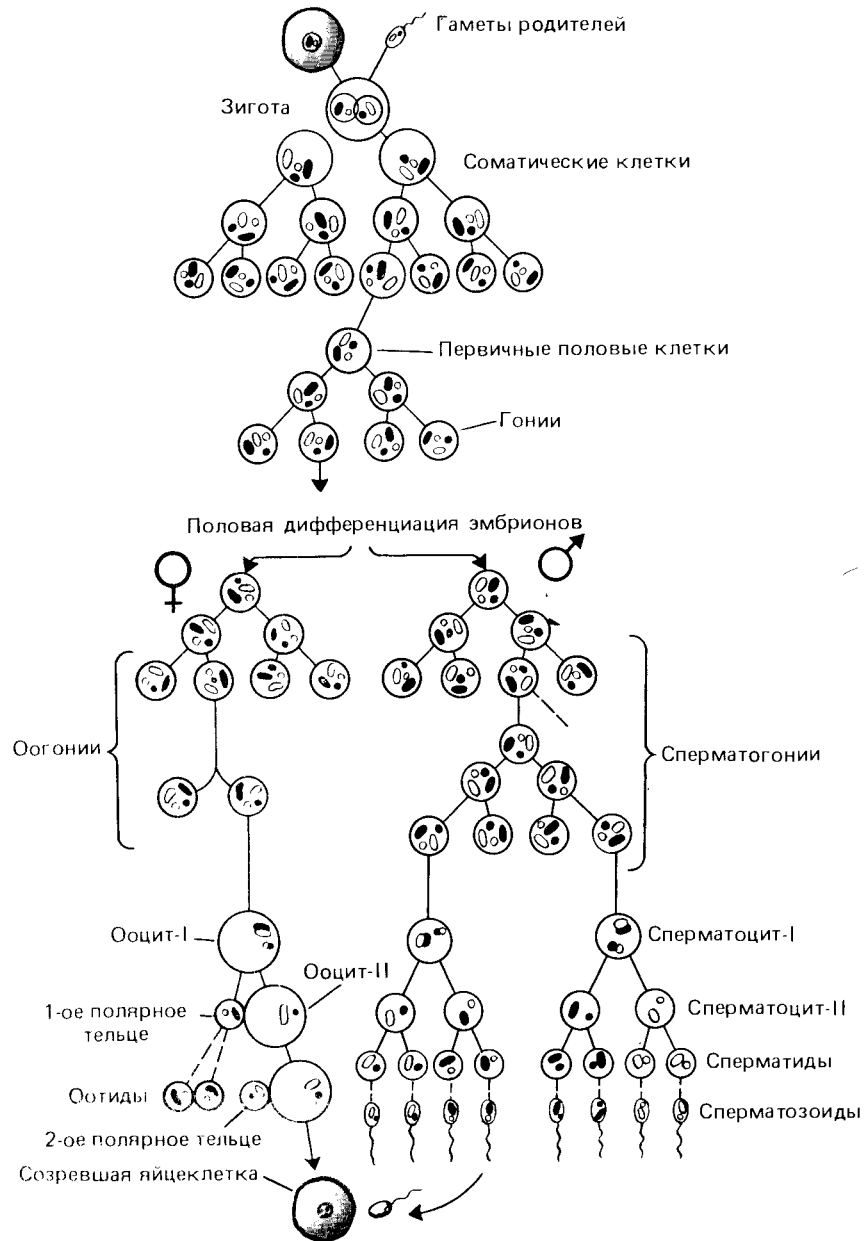 Гаметы родителей
Зигота
Соматические клетки
Первичные половые клетки
Гонии
Половая дифференциация эмбрионов
Оогонии
Сперматогонии
Ооцит-I
Сперматоцит-I
Ооцит-II
1-ое полярное
тельце
Сперматоцит-II
Сперматиды
Оотиды
Сперматозоиды
2-ое полярное тельце
Созревшая яйцеклетка